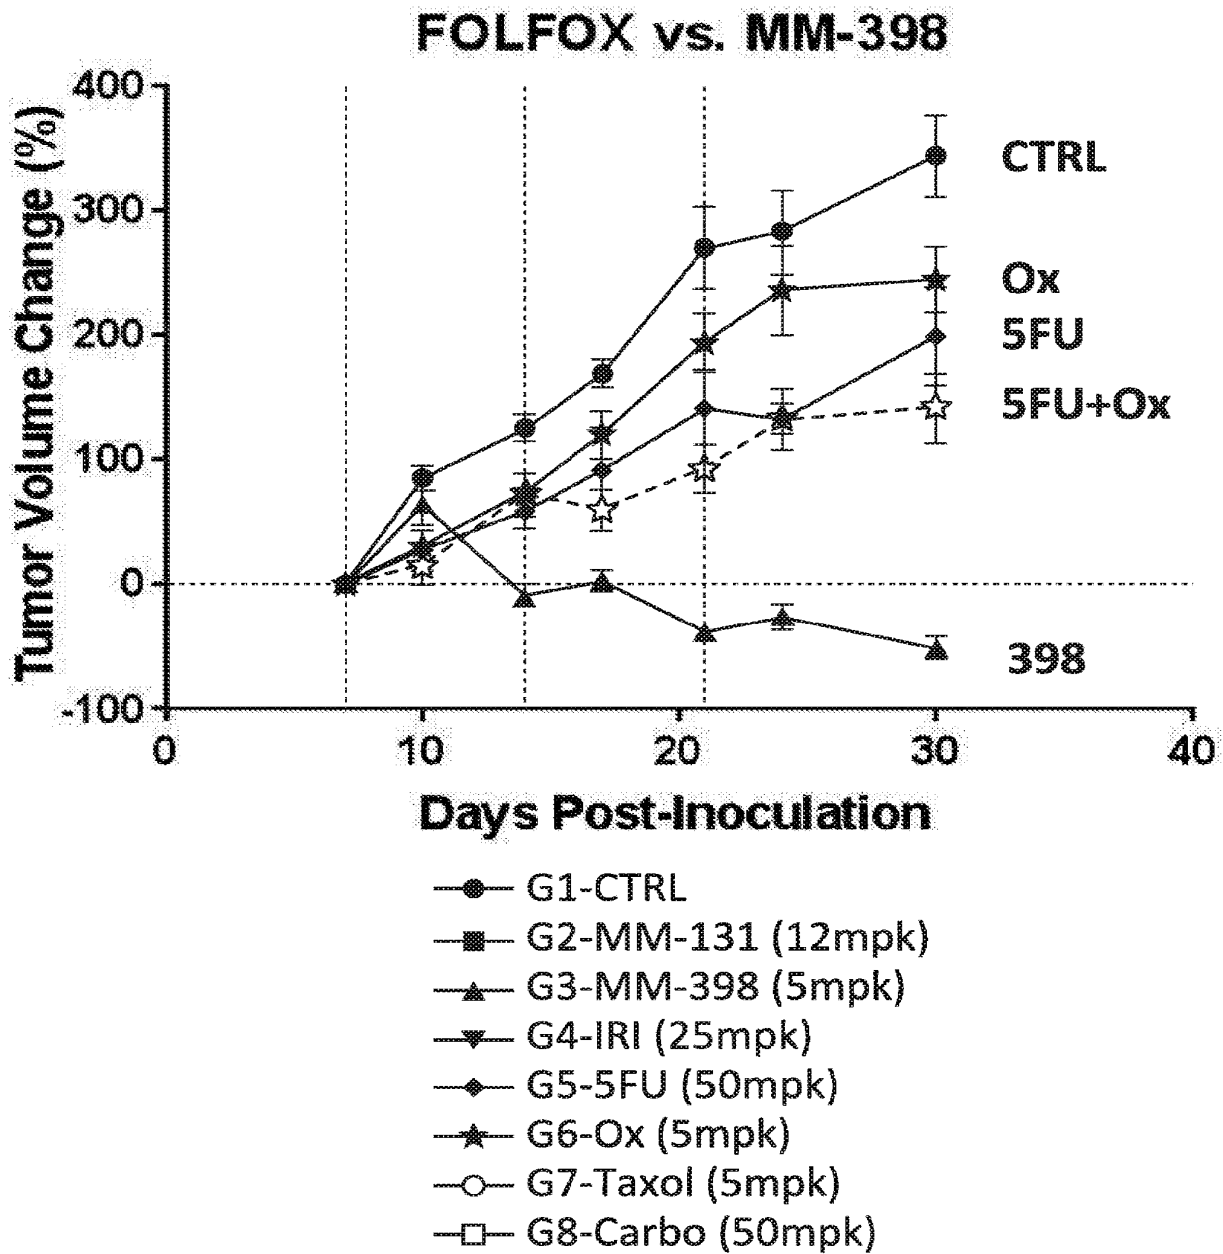 FOLFOX vs. MM-398
Tumor Volume Change (%)
400
300
200
100
0
-100
CTRL
Ox
5FU
5FU+Ox
398
0
10
20
30
40
Days Post-Inoculation
G1-CTRL
G2-MM-131 (12mpk)
G3-MM-398 (5mpk)
G4-IRI (25mpk)
G5-5FU (50mpk)
G6-Ox (5mpk)
G7-Taxol (5mpk)
G8-Carbo (50mpk)